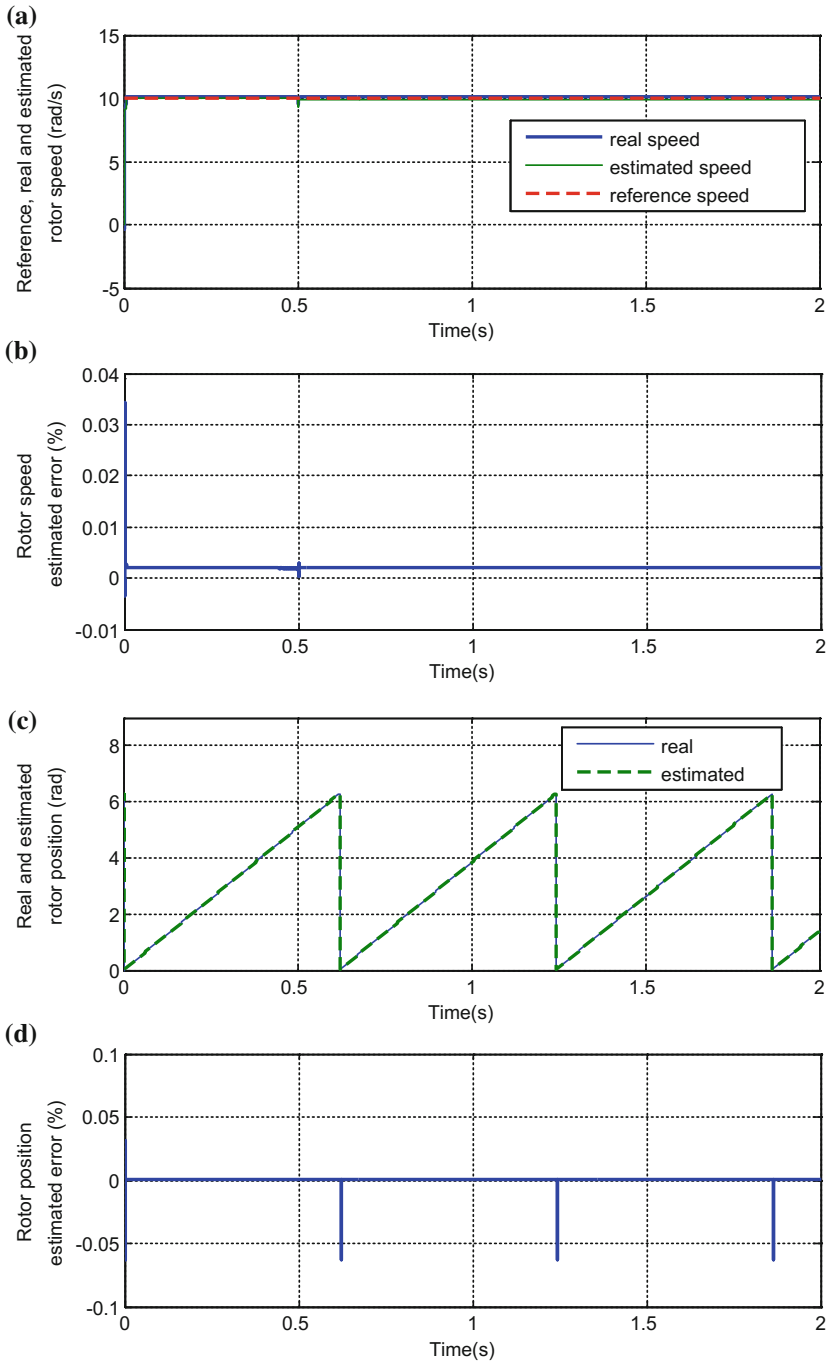 (a)
Reference, real and estimated
rotor speed (rad/s)
15
10
5
0
-5
real speed
estimated speed
reference speed
0
0.5
1
1.5
2
Time(s)
(b)
Rotor speed
estimated error (%)
0.04
0.03
0.02
0.01
0
-0.01
0
0.5
1
1.5
2
Time(s)
(c)
Real and estimated
rotor position (rad)
8
6
4
2
0
real
estimated
0
0.5
1
1.5
2
Time(s)
(d)
Rotor position
estimated error (%)
0.1
0.05
0
-0.05
-0.1
0
0.5
1
1.5
2
Time(s)